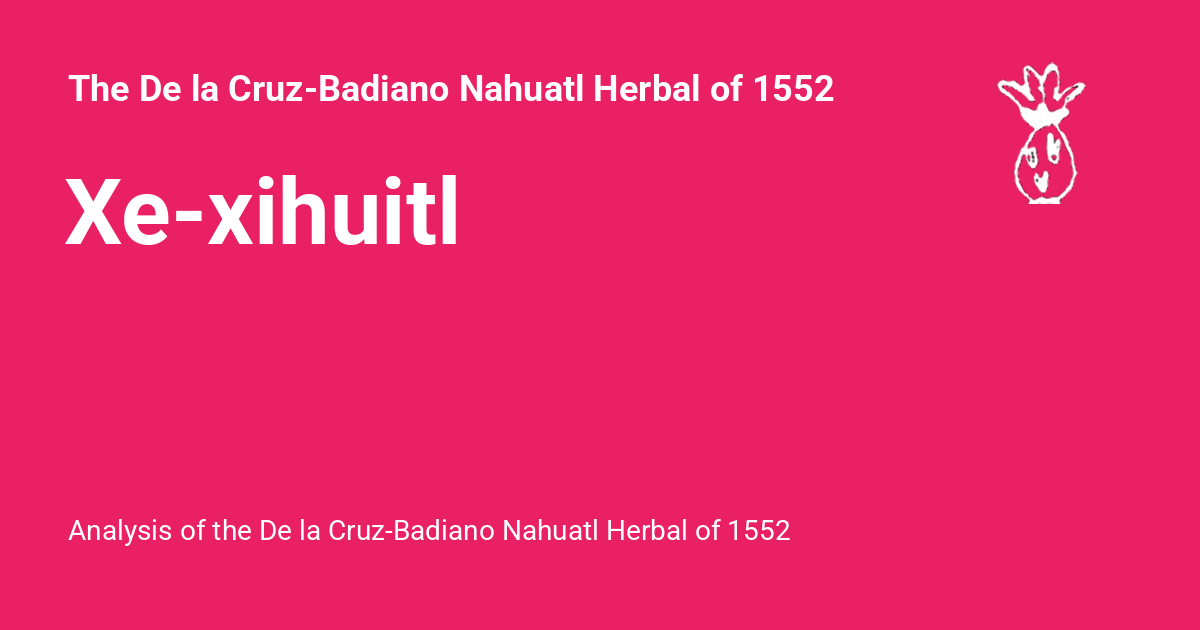 The De la Cruz-Badiano Nahuatl Herbal of 1552
Xe-xihuitl
Analysis of the De la Cruz-Badiano Nahuatl Herbal of 1552